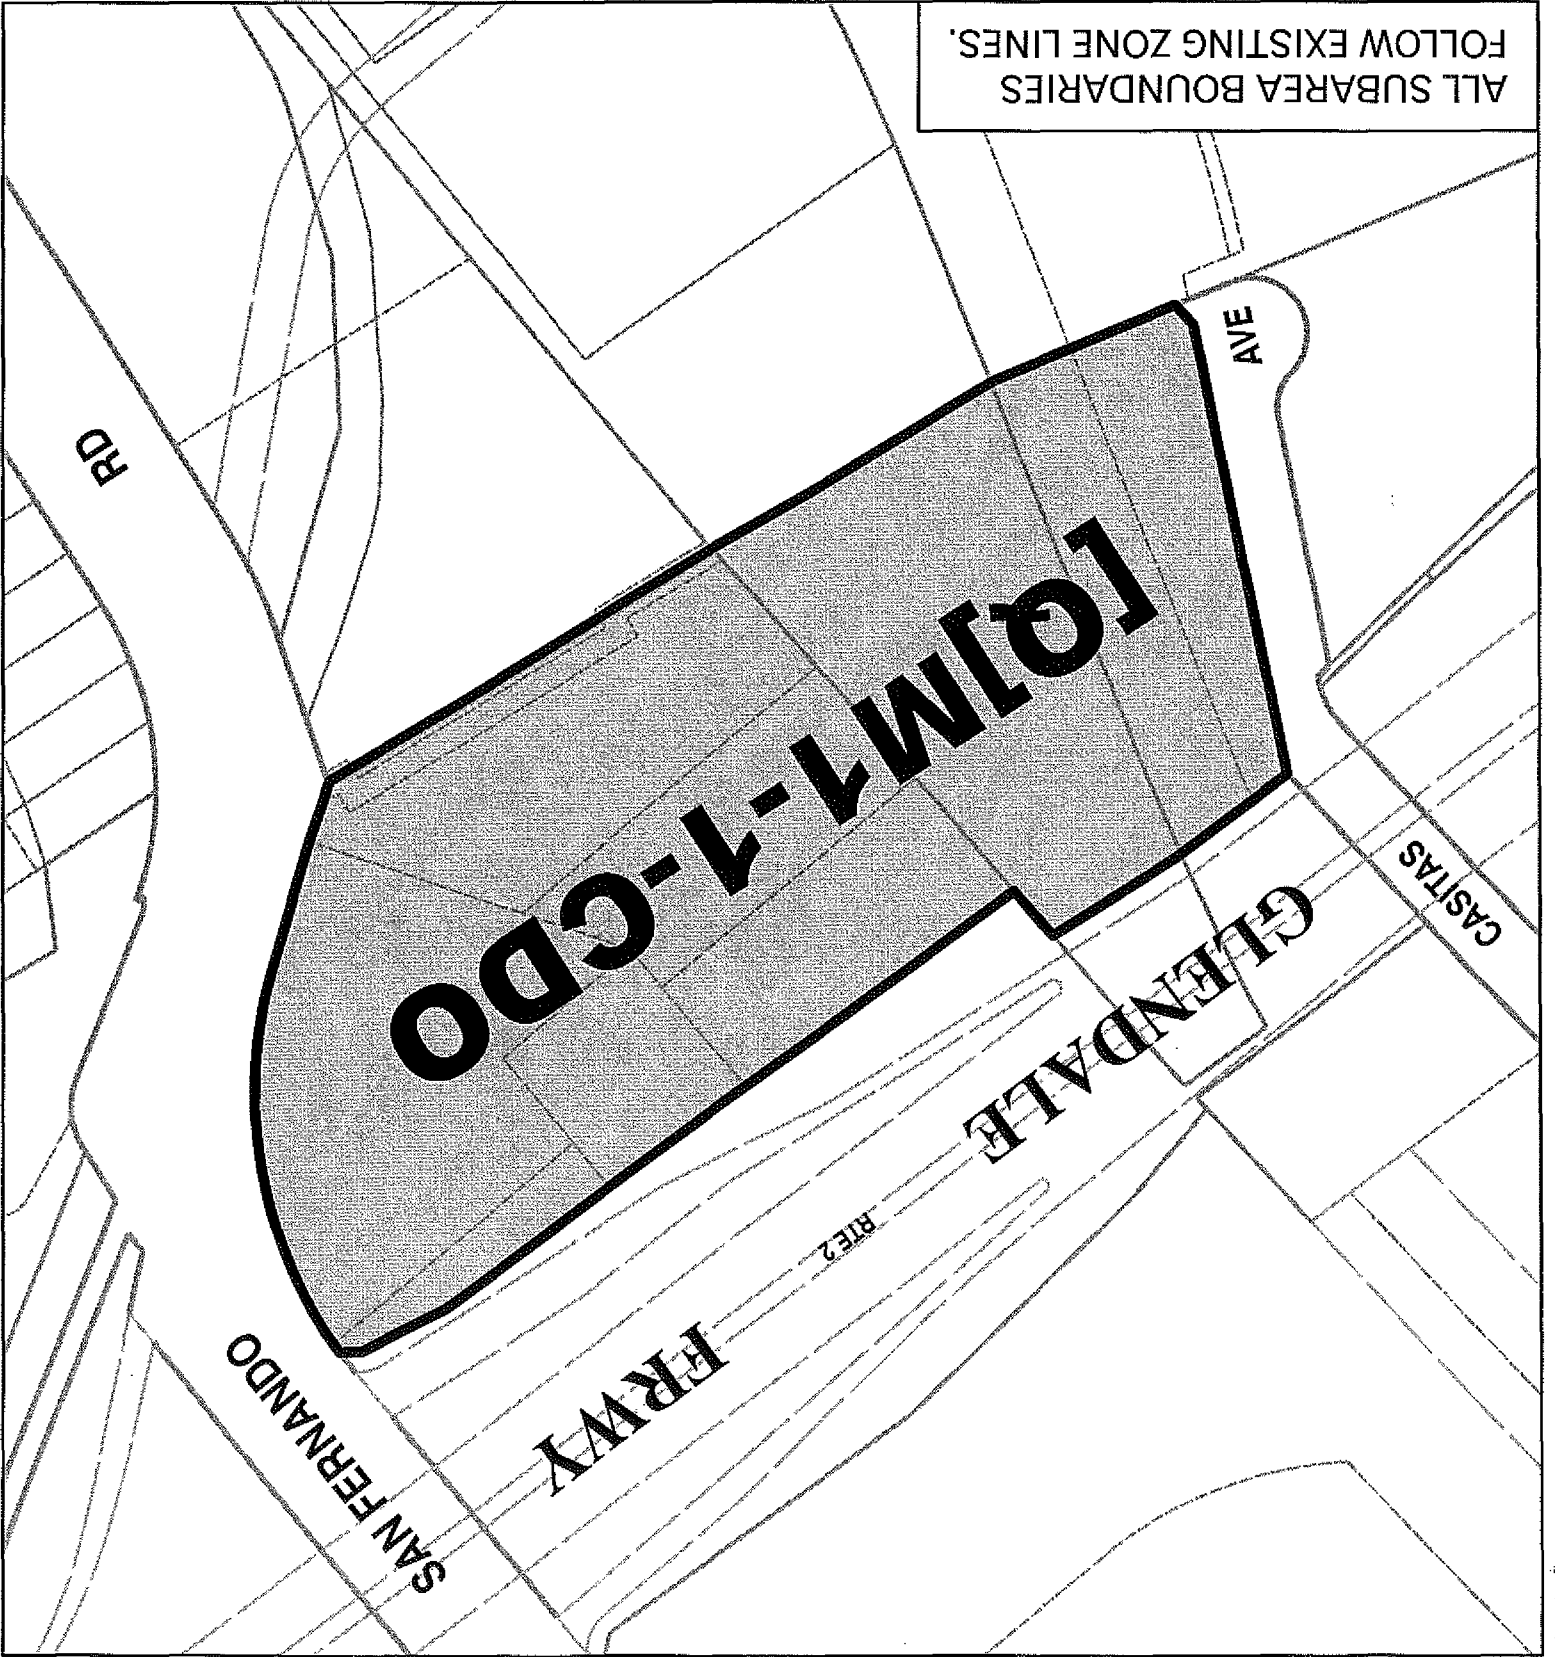 SAN FERNANDO
GLENDALE FRWY
RTE 2
CASITAS
[Q]M1-1-CDO
RD
AVE
ALL SUBAREA BOUNDARIES
FOLLOW EXISTING ZONE LINES.